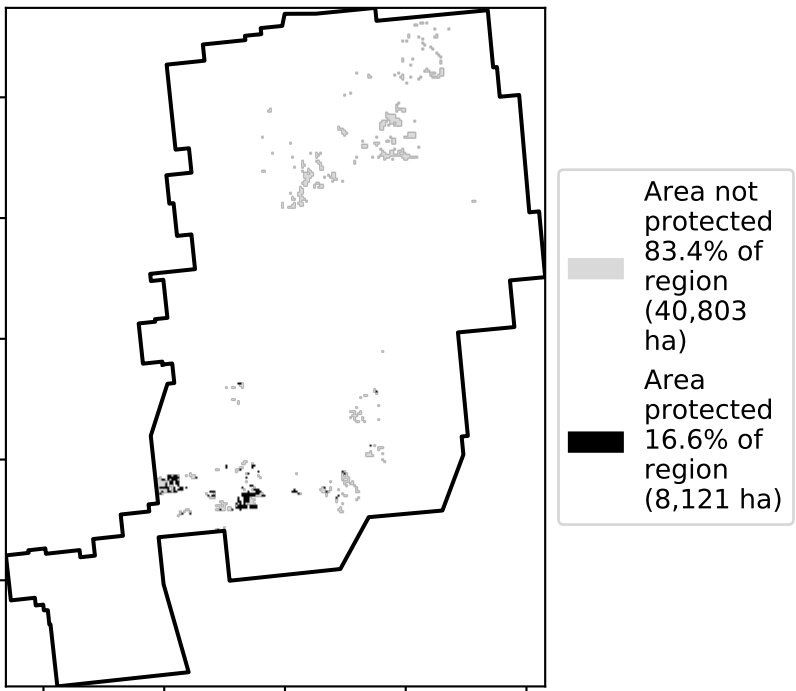 Area not
protected
83.4% of
region
(40,803
ha)
Area
protected
16.6% of
region
(8,121 ha)